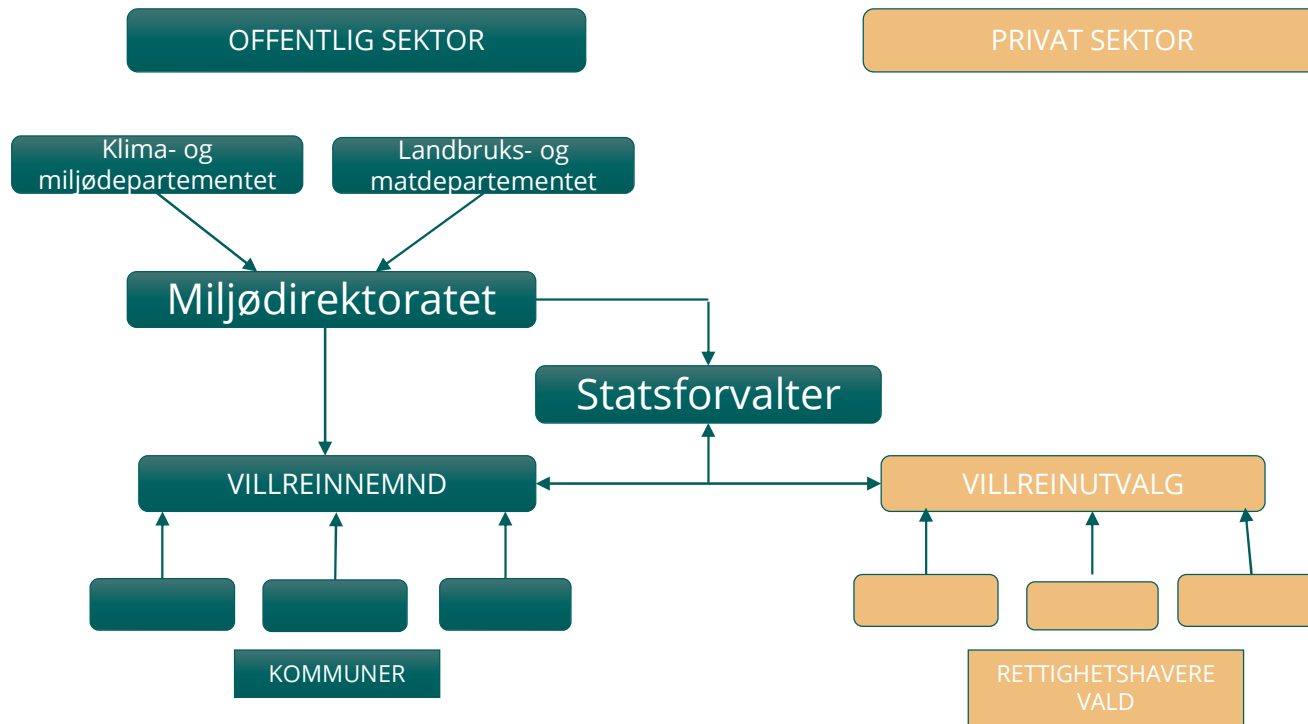 OFFENTLIG SEKTOR
PRIVAT SEKTOR
Klima- og
miljødepartementet
Landbruks- og
matdepartementet
Miljødirektoratet
Statsforvalter
VILLREINNEMND
VILLREINUTVALG
KOMMUNER
RETTIGHETSHAVERE
VALD